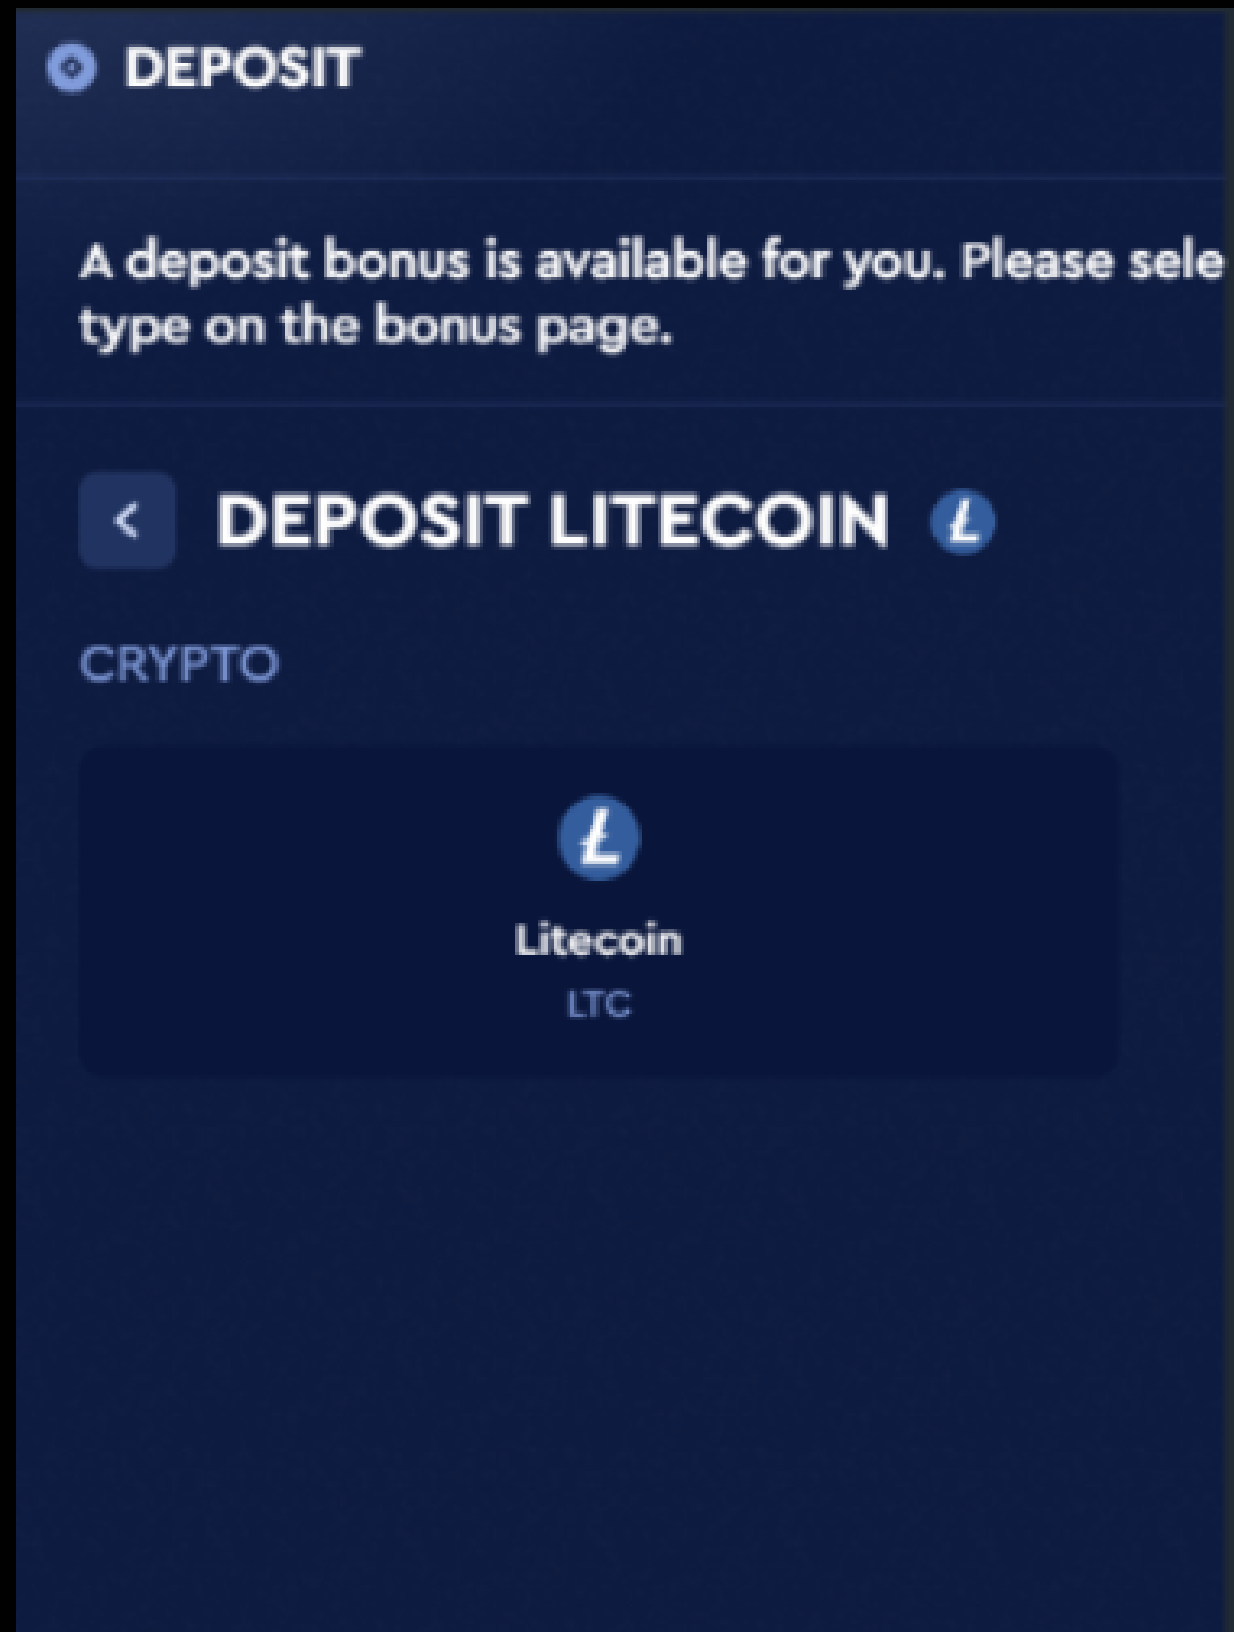 DEPOSIT
A deposit bonus is available for you. Please sele
type on the bonus page.
DEPOSIT LITECOIN
CRYPTO
Litecoin
LTC